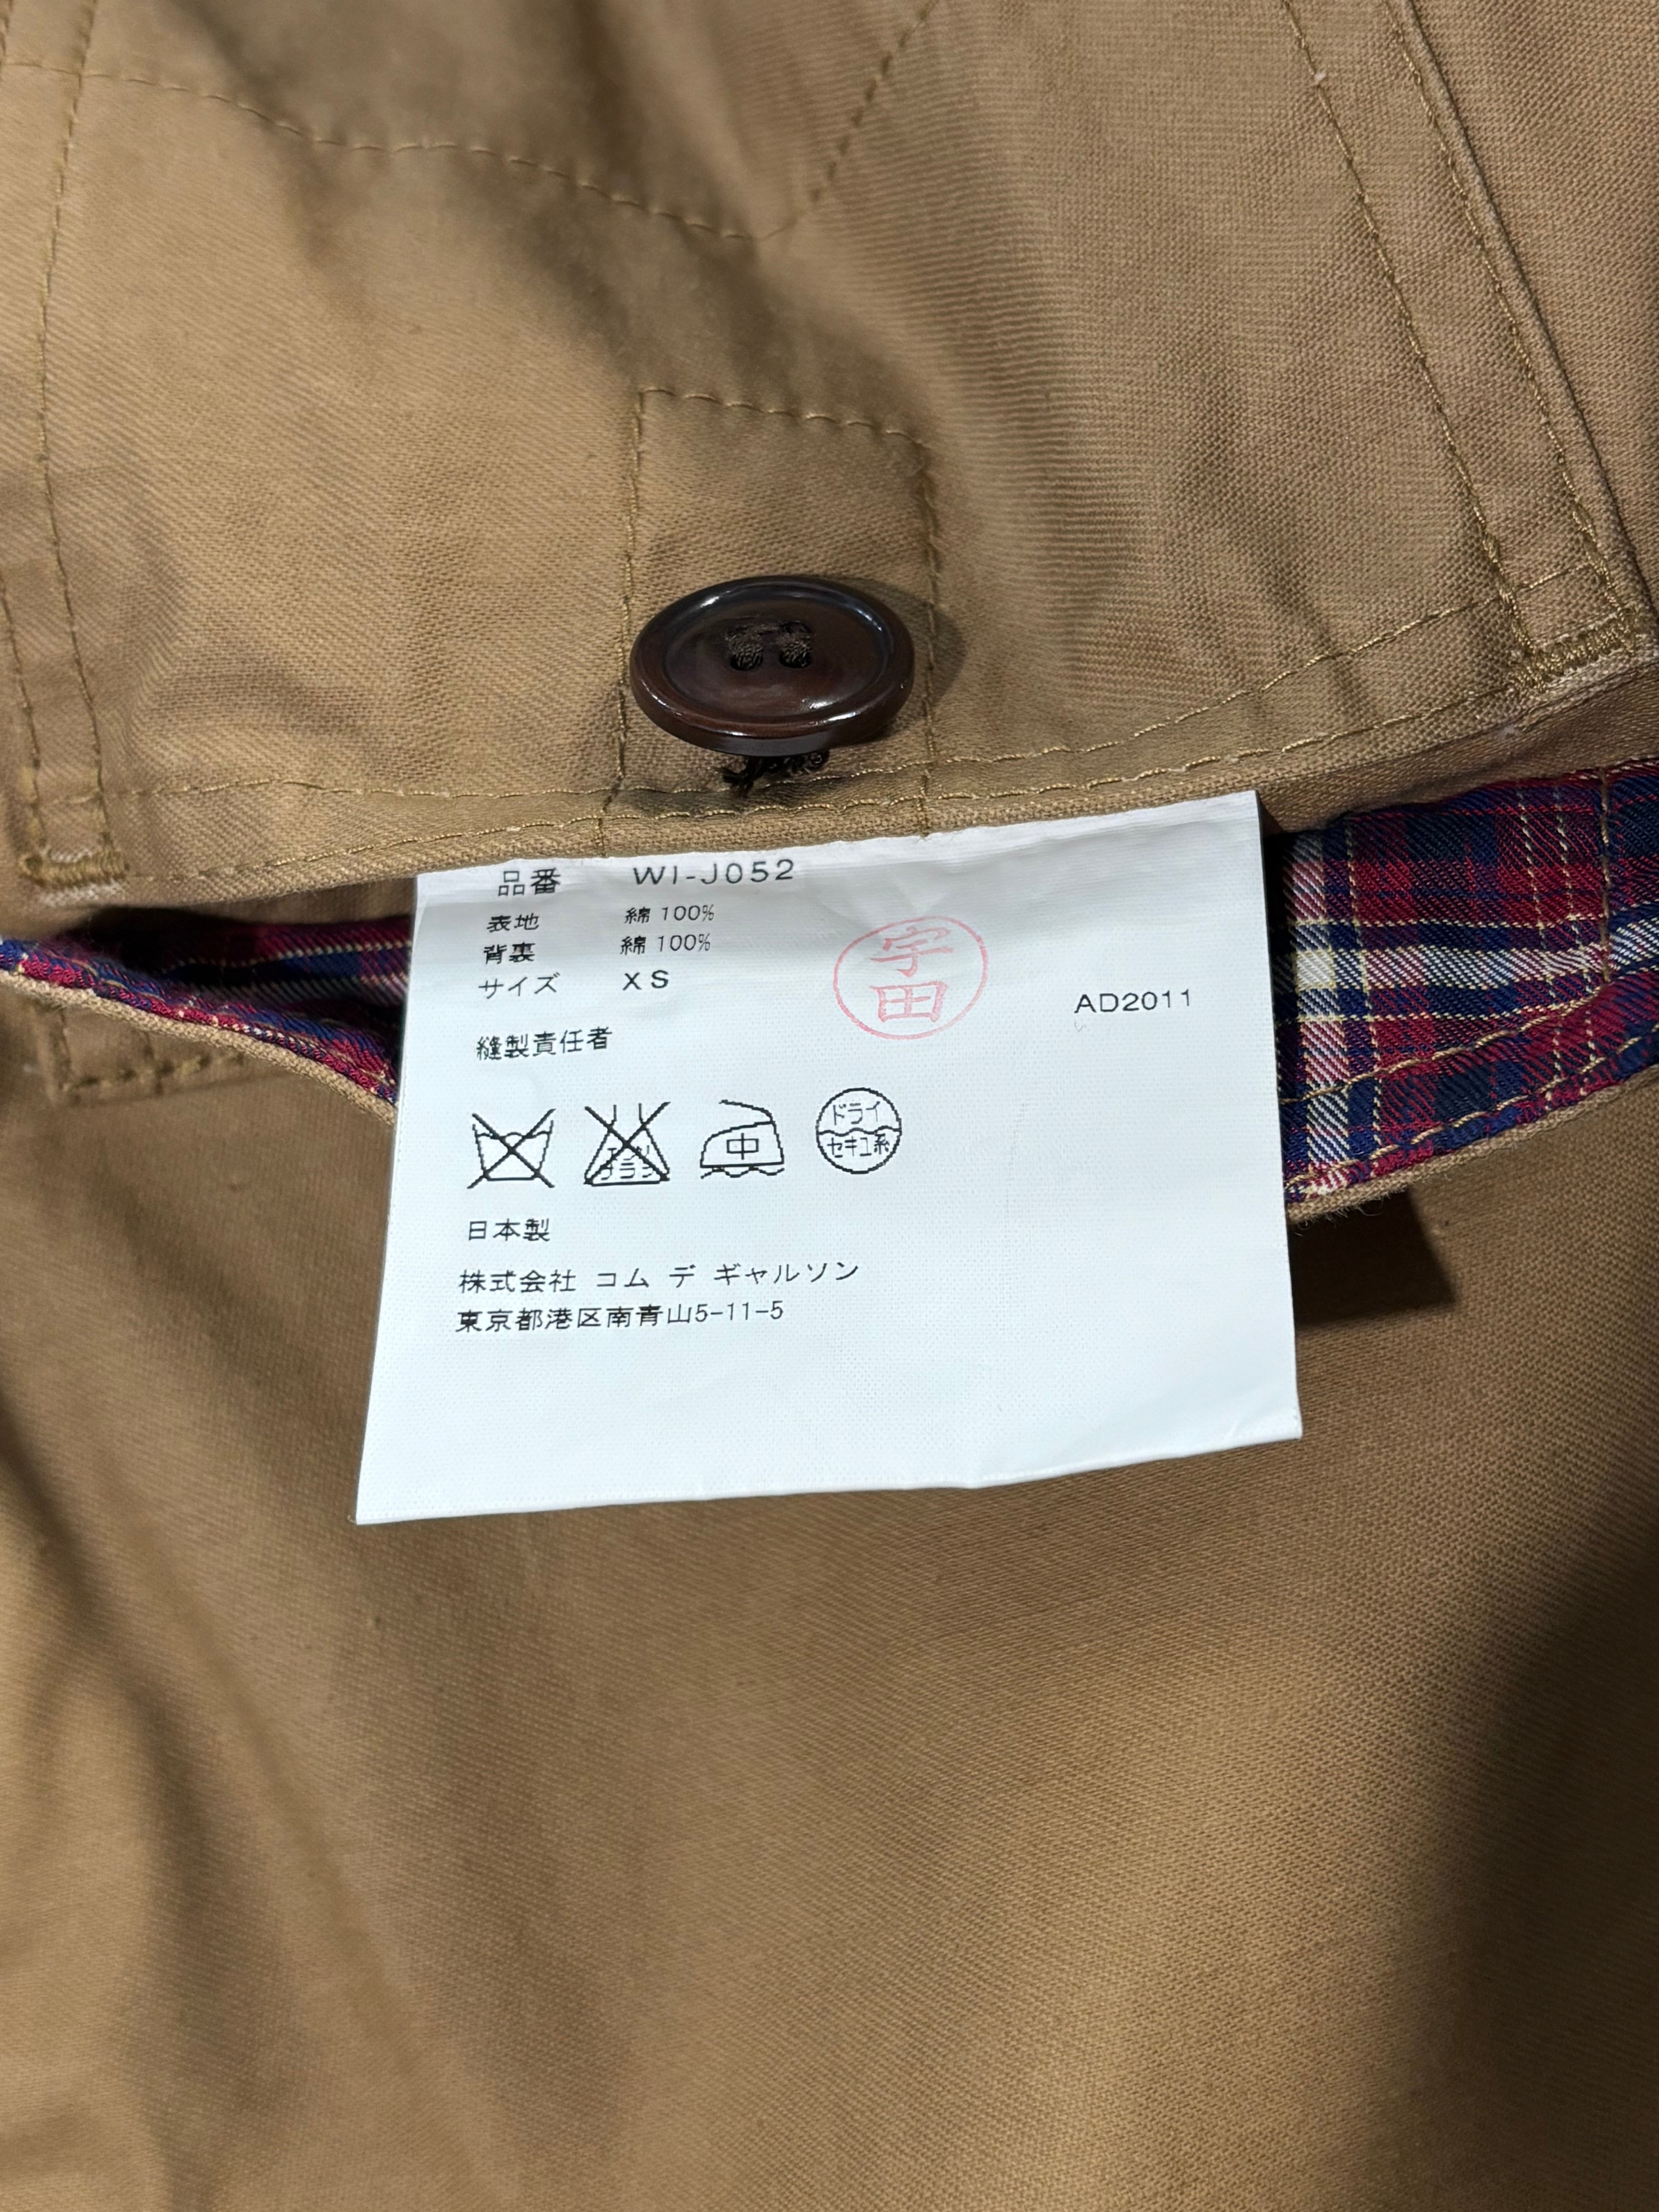 品番 WI-J052
表地 綿 100%
背裏 綿 100%
サイズ XS
宇田
AD2011
縫製責任者
中
ドライ
セキユ系
日本製
株式会社 コム デ ギャルソン
東京都港区南青山5-11-5